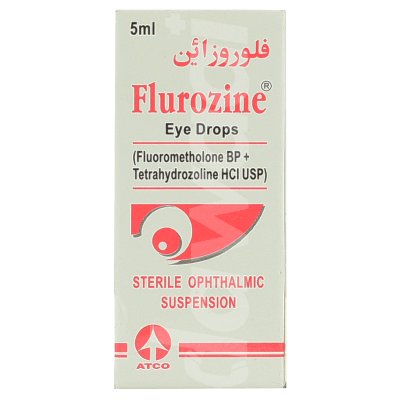 5ml
فلوروزائن
Flurozine®
Eye Drops
(Fluorometholone BP +
Tetrahydrozoline HCl USP)
STERILE OPHTHALMIC
SUSPENSION
ATCO